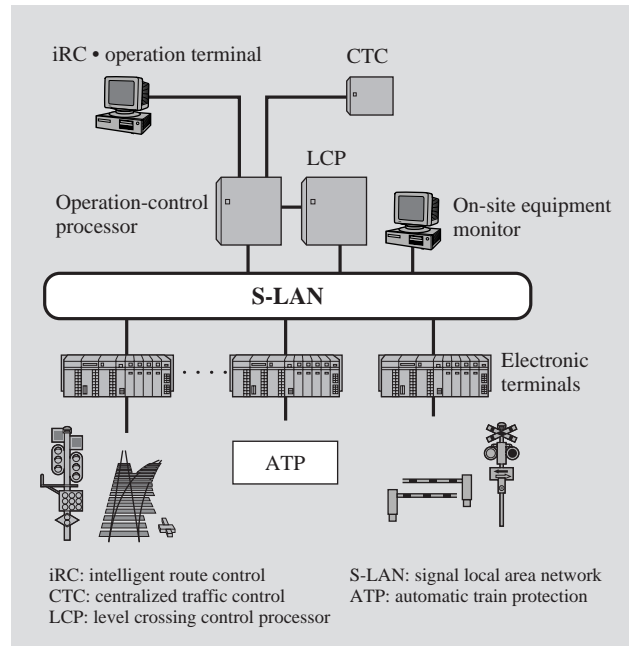 iRC • operation terminal
CTC
LCP
Operation-control
processor
On-site equipment
monitor
S-LAN
Electronic
terminals
ATP
iRC: intelligent route control
CTC: centralized traffic control
LCP: level crossing control processor
S-LAN: signal local area network
ATP: automatic train protection